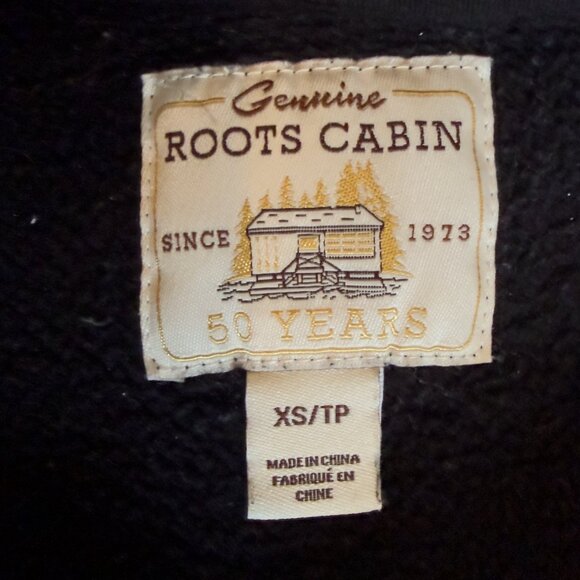 Genuine
ROOTS CABIN
SINCE 1973
50 YEARS
XS/TP
MADE IN CHINA
FABRIQUÉ EN
CHINE